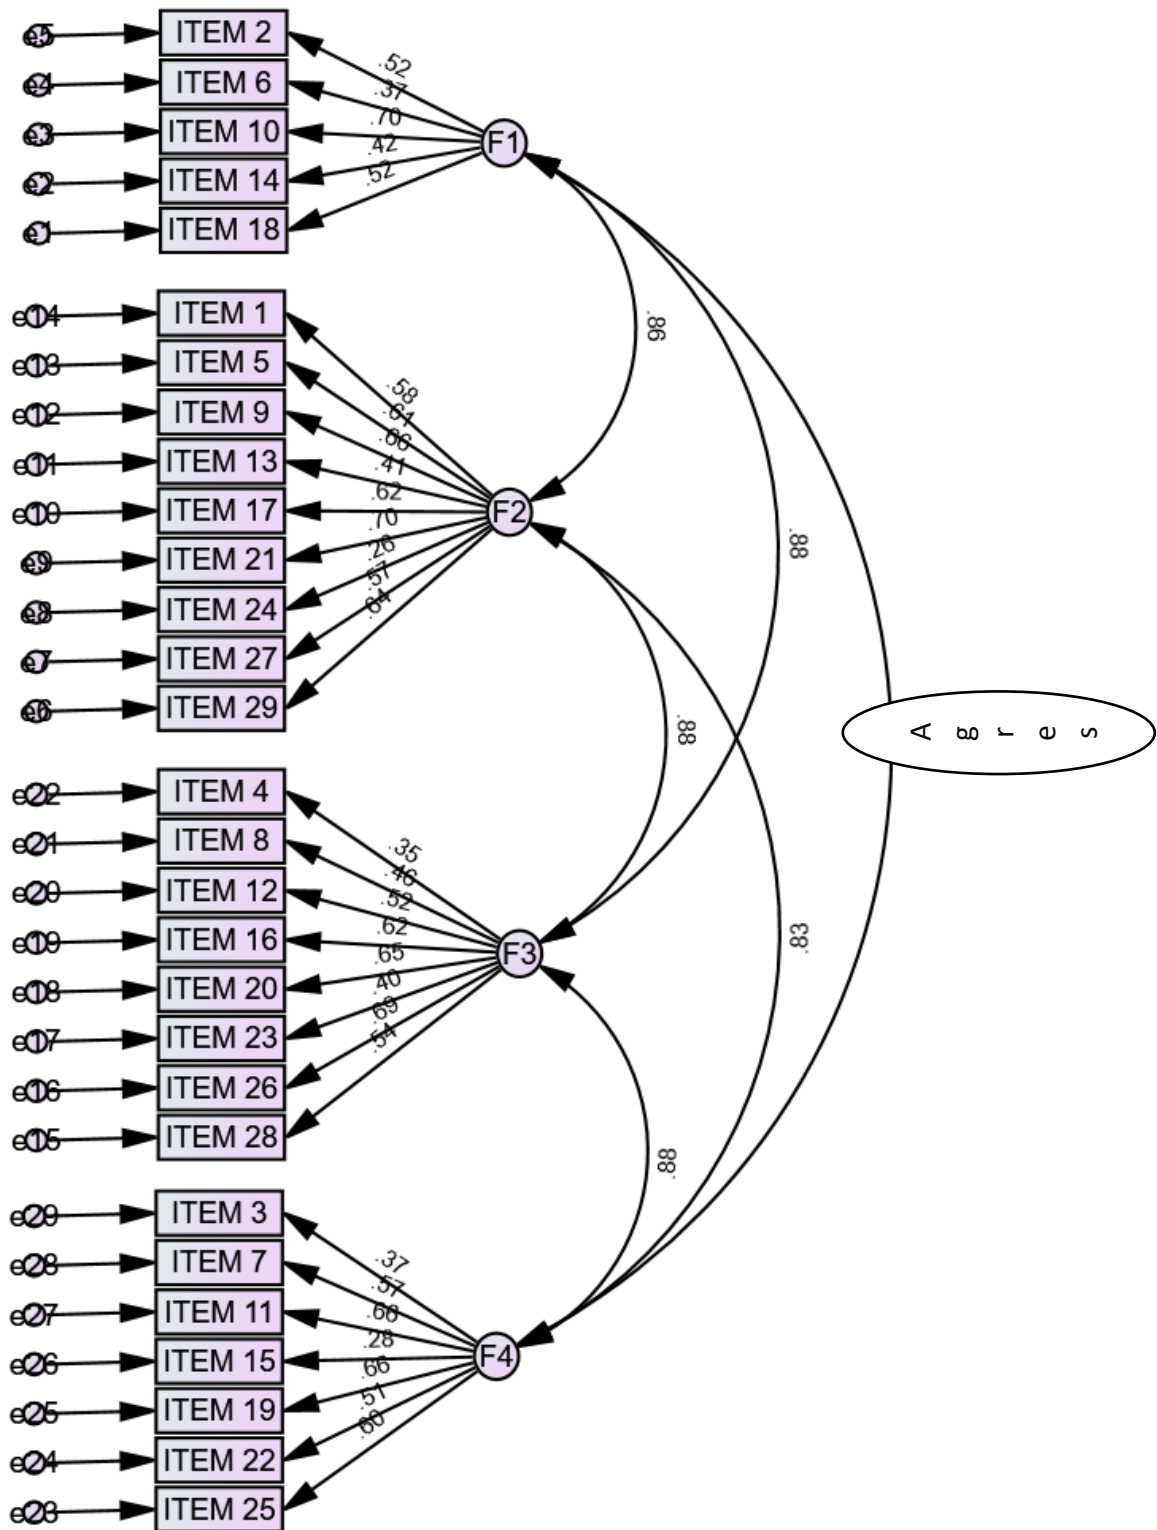 e5 ITEM 2 .52
e4 ITEM 6 .37
e3 ITEM 10 .70
e2 ITEM 14 .42
e1 ITEM 18 .52
F1
e14 ITEM 1 .58
e13 ITEM 5 .61
e12 ITEM 9 .66
e11 ITEM 13 .41
e10 ITEM 17 .62
e9 ITEM 21 .70
e8 ITEM 24 .26
e7 ITEM 27 .57
e6 ITEM 29 .64
F2
e22 ITEM 4 .35
e21 ITEM 8 .46
e20 ITEM 12 .52
e19 ITEM 16 .62
e18 ITEM 20 .65
e17 ITEM 23 .40
e16 ITEM 26 .69
e15 ITEM 28 .54
F3
e29 ITEM 3 .37
e28 ITEM 7 .57
e27 ITEM 11
e26 ITEM 15 .28
e25 ITEM 19 .66
e24 ITEM 22 .51
e23 ITEM 25 .60
F4
.86
.88
.88
.83
.88
Agres